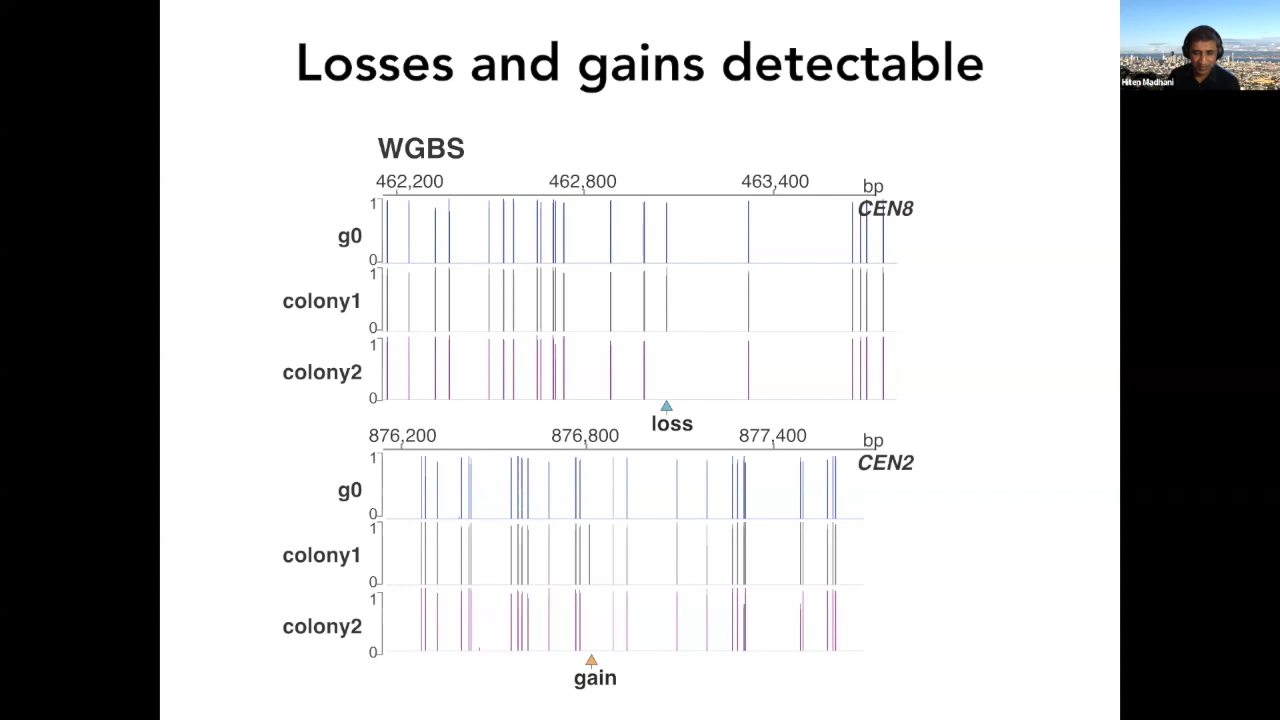 Losses and gains detectable
Hiten Madhani
WGBS
462,200 462,800 463,400 bp
CEN8
1
g0
0
1
colony1
0
1
colony2
0
loss
876,200 876,800 877,400 bp
CEN2
1
g0
0
1
colony1
0
1
colony2
0
gain